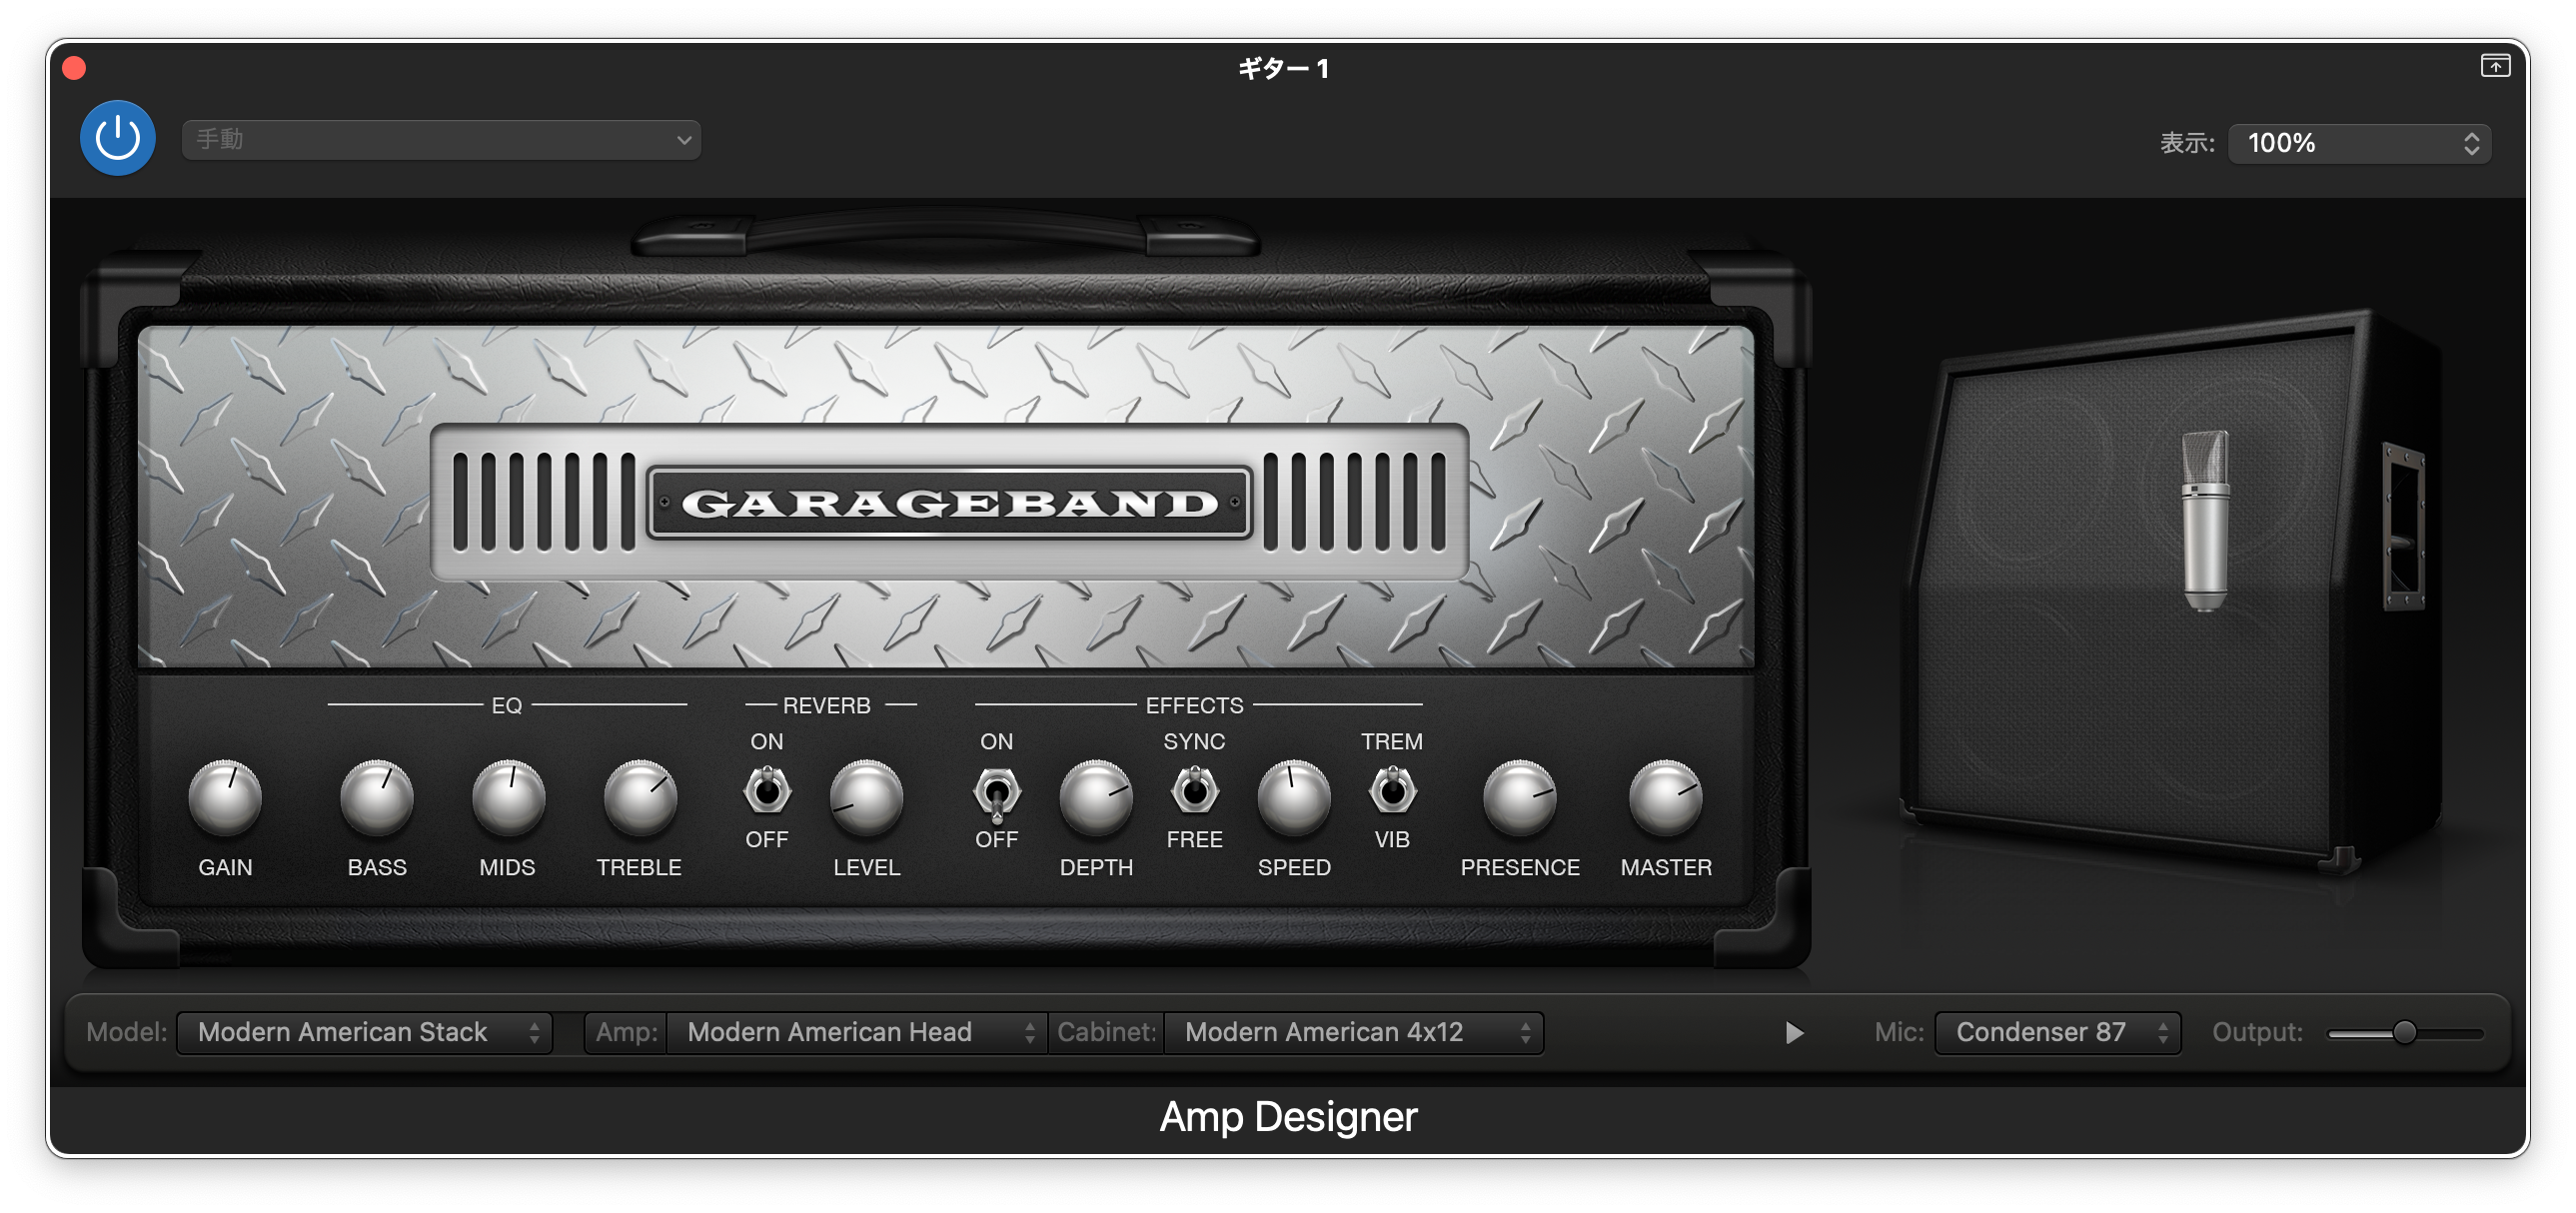 ギター 1
手動
表示: 100%
GARAGEBAND
EQ REVERB EFFECTS
ON ON SYNC TREM
OFF OFF FREE VIB
GAIN BASS MIDS TREBLE LEVEL DEPTH SPEED PRESENCE MASTER
Model: Modern American Stack Amp: Modern American Head Cabinet: Modern American 4x12 Mic: Condenser 87 Output:
Amp Designer